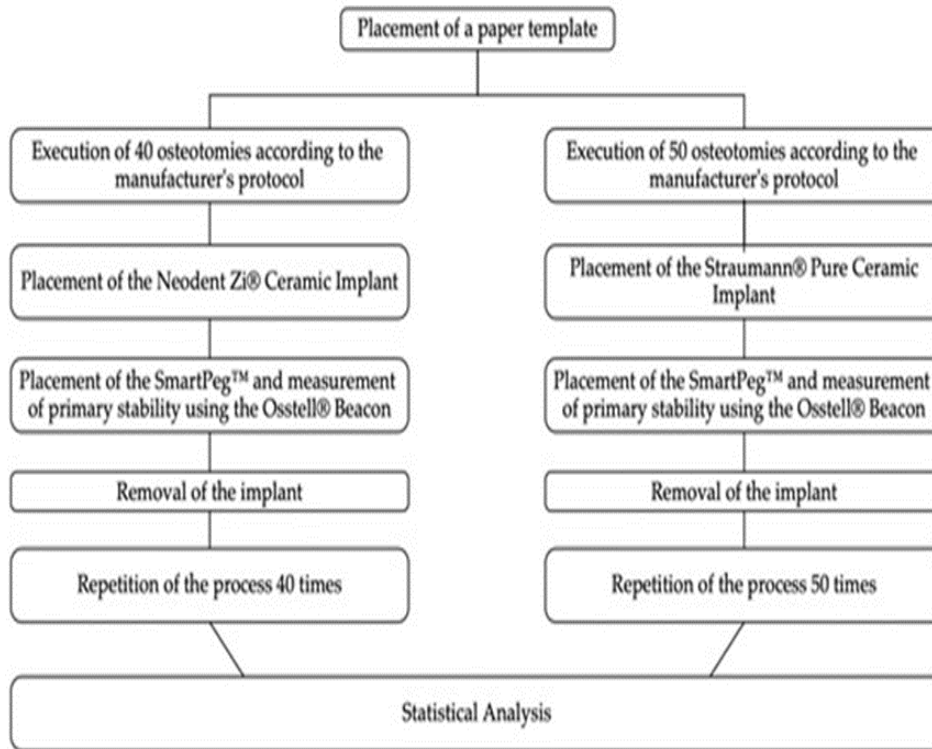 Placement of a paper template
Execution of 40 osteotomies according to the
manufacturer's protocol
Placement of the Neodent Zi® Ceramic Implant
Placement of the SmartPeg™ and measurement
of primary stability using the Osstell® Beacon
Removal of the implant
Repetition of the process 40 times
Execution of 50 osteotomies according to the
manufacturer's protocol
Placement of the Straumann® Pure Ceramic
Implant
Placement of the SmartPeg™ and measurement
of primary stability using the Osstell® Beacon
Removal of the implant
Repetition of the process 50 times
Statistical Analysis